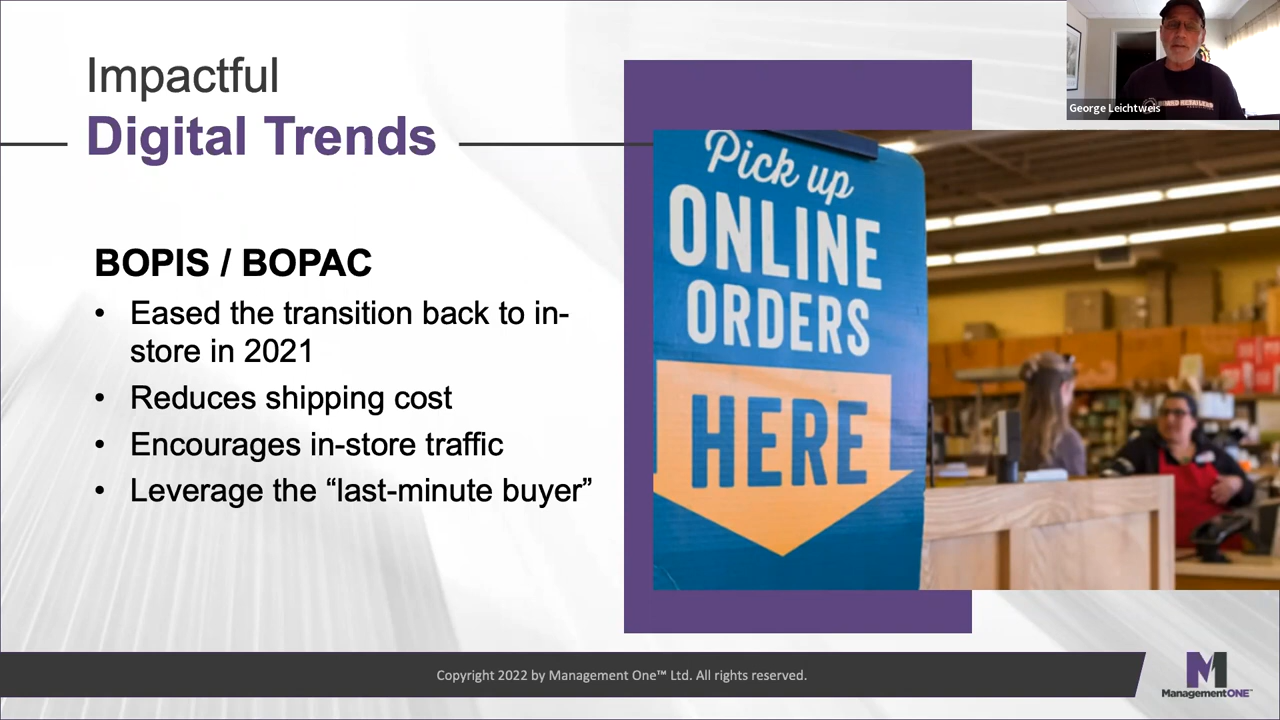 Impactful
Digital Trends
BOPIS / BOPAC
• Eased the transition back to in-
store in 2021
• Reduces shipping cost
• Encourages in-store traffic
• Leverage the “last-minute buyer”
Pick up
ONLINE
ORDERS
HERE
George Leichtweis
Copyright 2022 by Management One™ Ltd. All rights reserved.
ManagementONE™